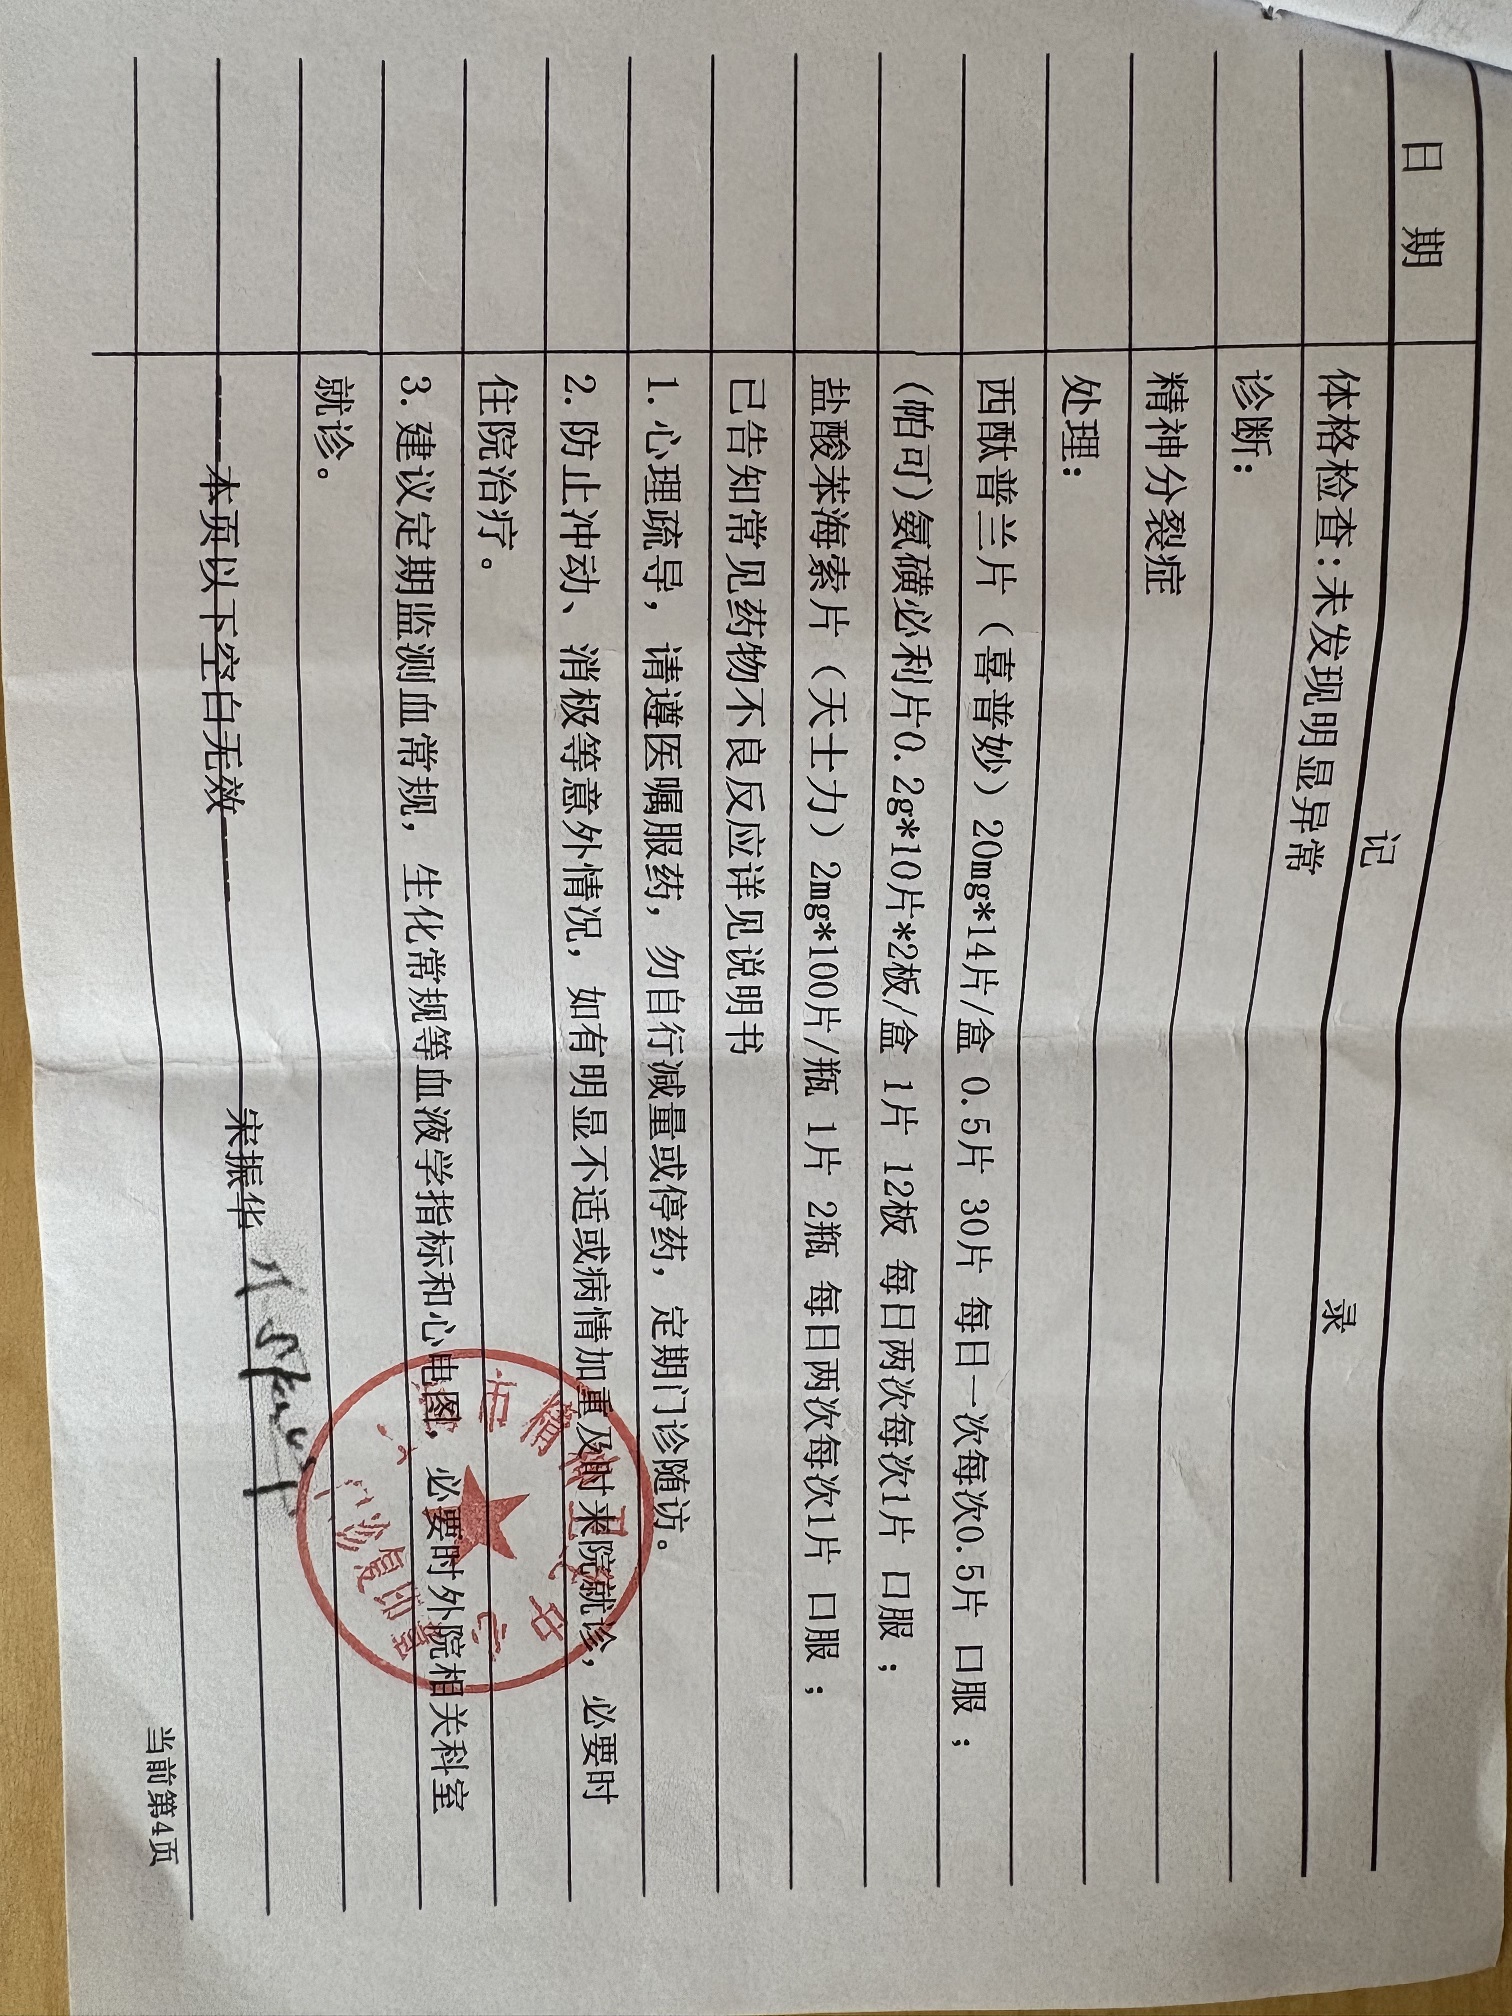 日 期
记 录
体格检查:未发现明显异常
诊断:
精神分裂症
处理:
西酞普兰片（喜普妙）20mg*14片/盒 0.5片 30片 每日一次每次0.5片 口服；
(帕可)氨磺必利片0.2g*10片*2板/盒 1片 12板 每日两次每次1片 口服；
盐酸苯海索片（天士力）2mg*100片/瓶 1片 2瓶 每日两次每次1片 口服；
已告知常见药物不良反应详见说明书
1. 心理疏导，请遵医嘱服药，勿自行减量或停药，定期门诊随访。
2. 防止冲动、消极等意外情况，如有明显不适或病情加重及时来院就诊，必要时
住院治疗。
3. 建议定期监测血常规，生化常规等血液学指标和心电图，必要时外院相关科室
就诊。
----本页以下空白无效----
宋振华
市精 卫 中心
门诊复印章
当前第4页